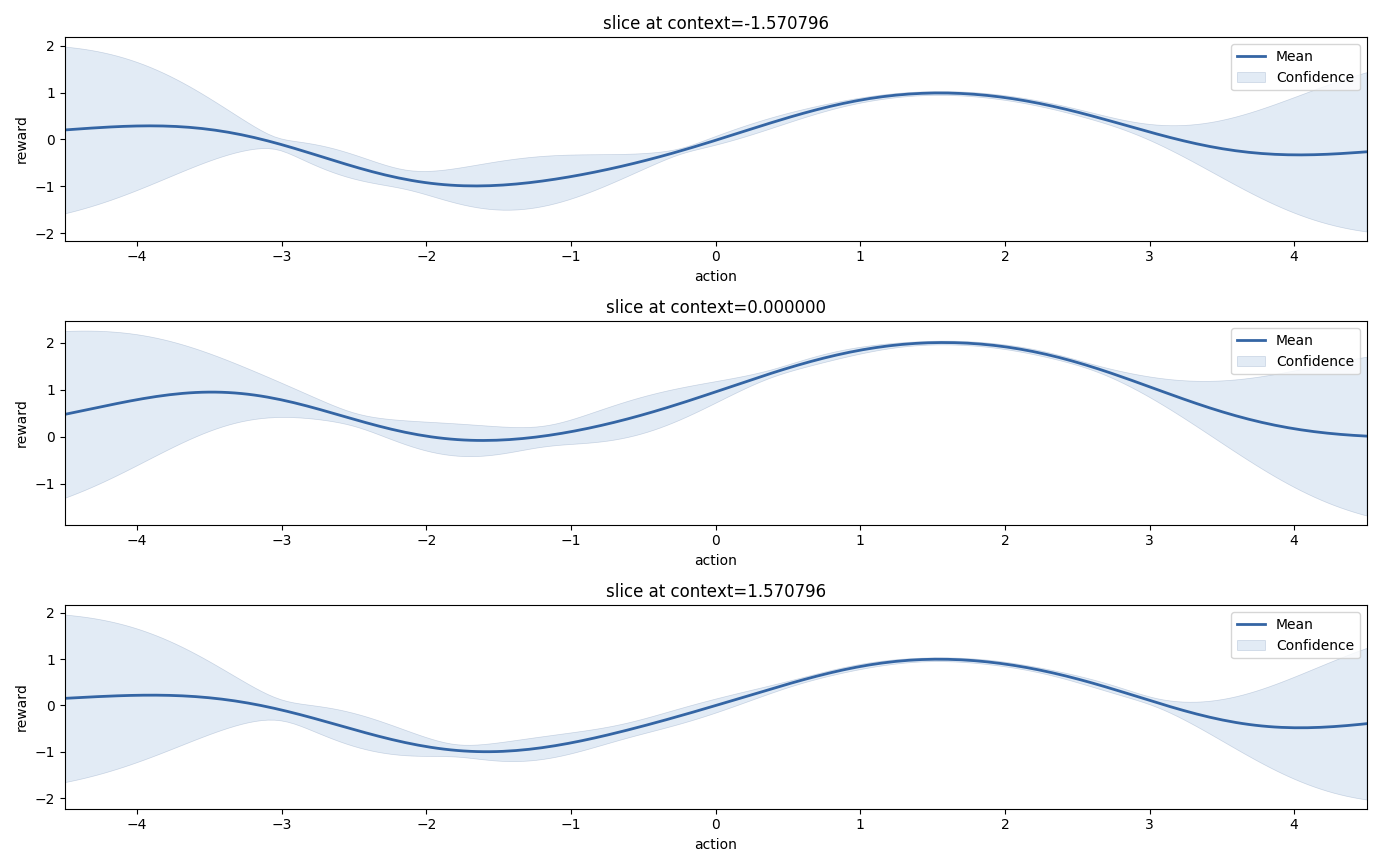 slice at context=-1.570796
reward
2
1
0
−1
−2
Mean
Confidence
−4 −3 −2 −1 0 1 2 3 4
action
slice at context=0.000000
reward
2
1
0
−1
Mean
Confidence
−4 −3 −2 −1 0 1 2 3 4
action
slice at context=1.570796
reward
2
1
0
−1
−2
Mean
Confidence
−4 −3 −2 −1 0 1 2 3 4
action